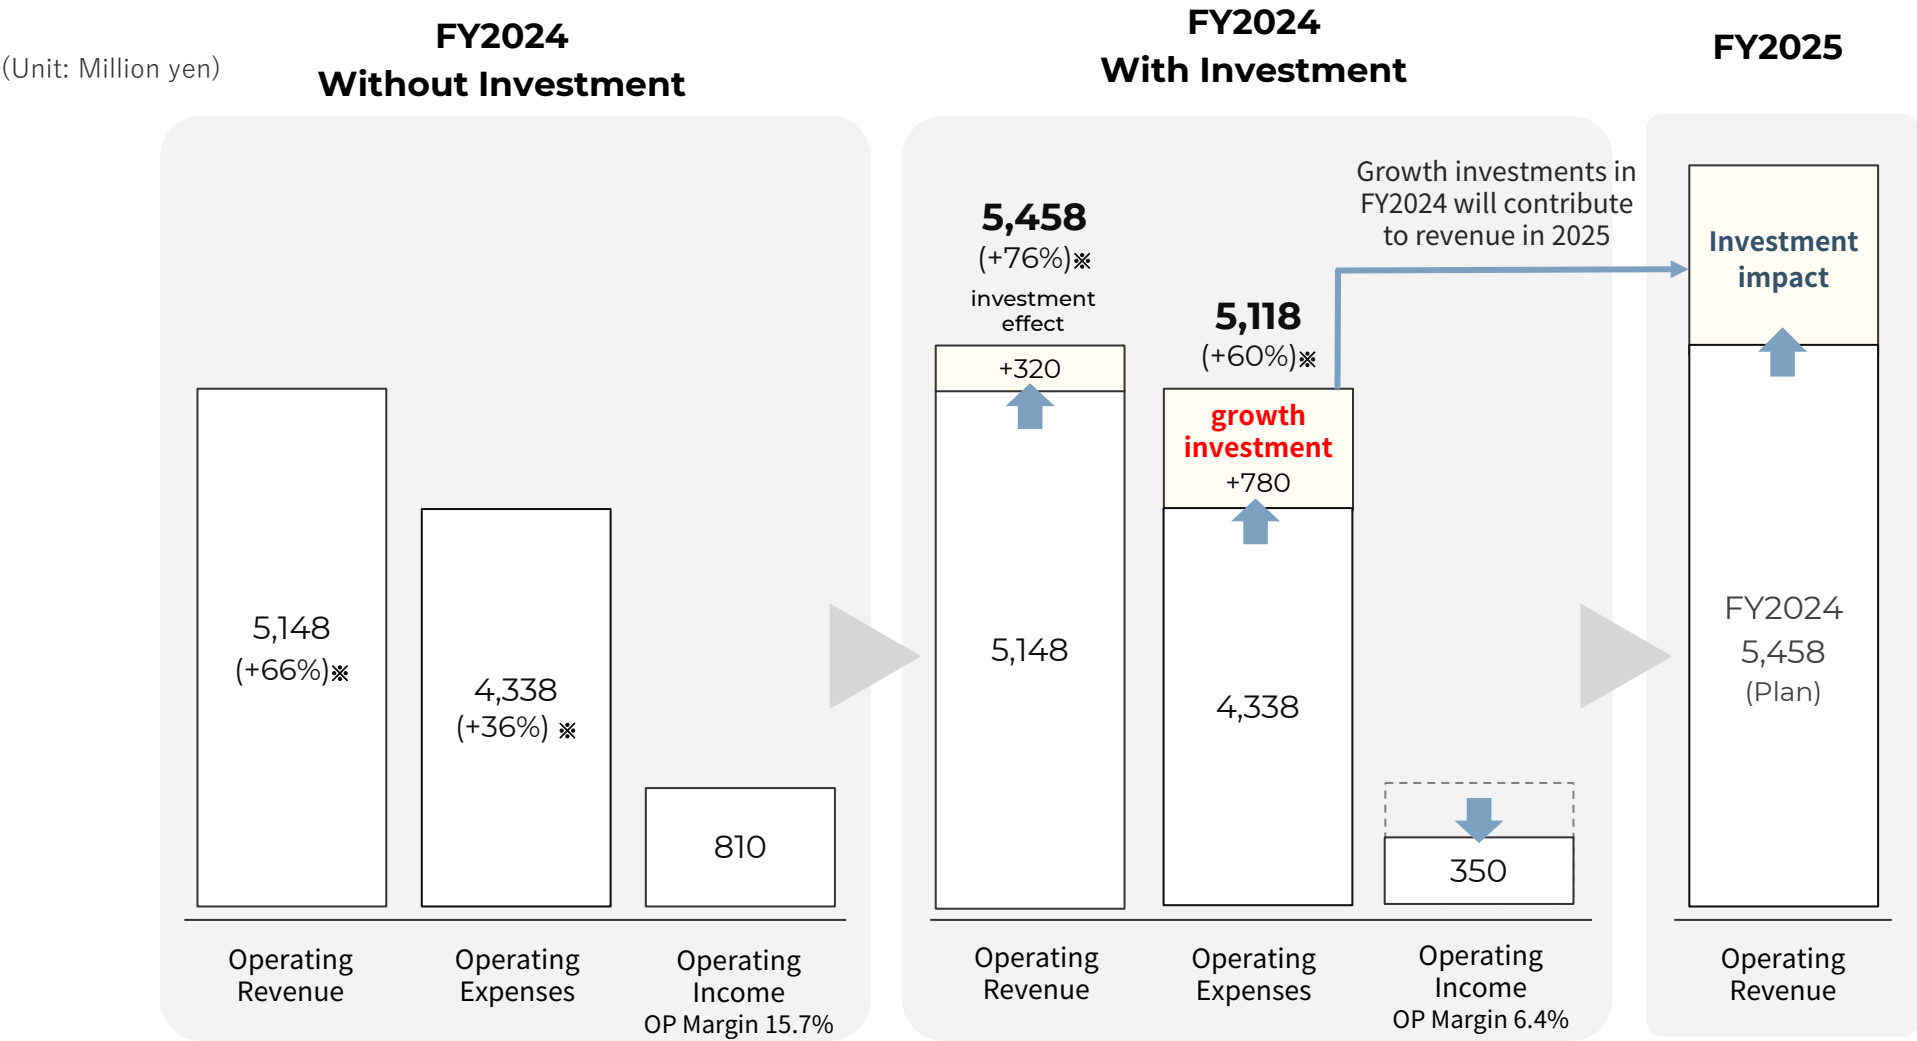 (Unit: Million yen)
FY2024
Without Investment
5,148
(+66%)※
4,338
(+36%) ※
810
Operating
Revenue
Operating
Expenses
Operating
Income
OP Margin 15.7%
FY2024
With Investment
5,458
(+76%)※
investment
effect
+320
5,148
5,118
(+60%)※
growth
investment
+780
4,338
350
Growth investments in
FY2024 will contribute
to revenue in 2025
Operating
Revenue
Operating
Expenses
Operating
Income
OP Margin 6.4%
FY2025
Investment
impact
FY2024
5,458
(Plan)
Operating
Revenue